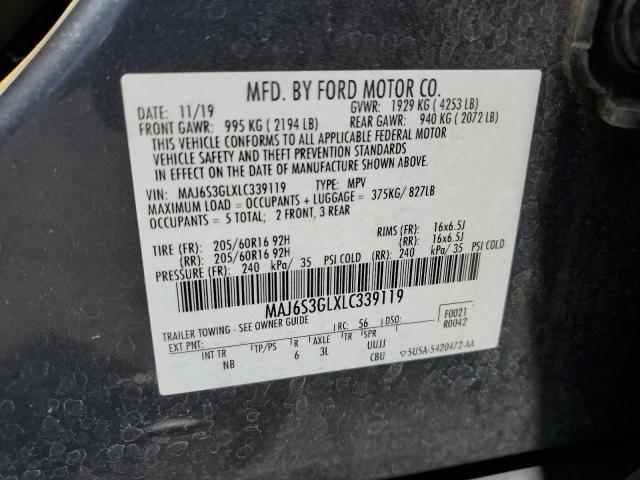 MFD. BY FORD MOTOR CO.
DATE: 11/19 GVWR: 1929 KG ( 4253 LB)
FRONT GAWR: 995 KG ( 2194 LB) REAR GAWR: 940 KG ( 2072 LB)
THIS VEHICLE CONFORMS TO ALL APPLICABLE FEDERAL MOTOR
VEHICLE SAFETY AND THEFT PREVENTION STANDARDS
IN EFFECT ON THE DATE OF MANUFACTURE SHOWN ABOVE.
VIN: MAJ6S3GLXLC339119 TYPE: MPV
MAXIMUM LOAD = OCCUPANTS + LUGGAGE = 375KG/ 827LB
OCCUPANTS = 5 TOTAL; 2 FRONT, 3 REAR
TIRE (FR): 205/60R16 92H RIMS (FR): 16x6.5J
(RR): 205/60R16 92H (RR): 16x6.5J
PRESSURE (FR): 240 kPa/ 35 PSI COLD (RR): 240 kPa/ 35 PSI COLD
MAJ6S3GLXLC339119
TRAILER TOWING - SEE OWNER GUIDE RC: 56 DSO: F0021
R0042
EXT PNT: INT TR TP/PS R AXLE TR SPR
UUJJ
NB 6 3L CBU ▽5USA-5420472-AA